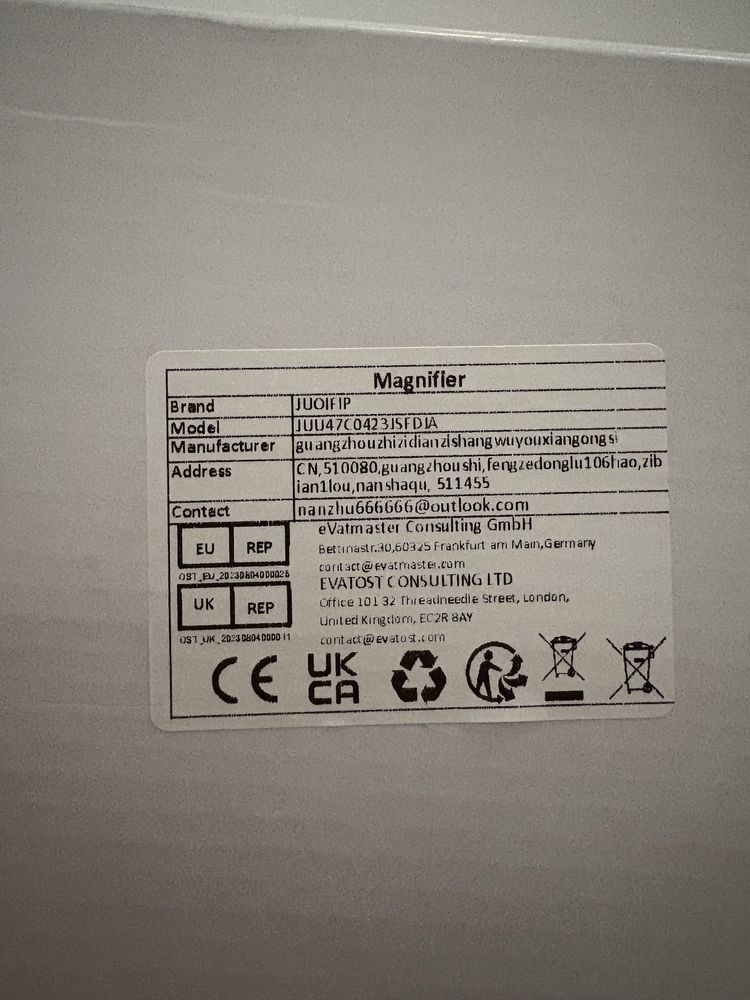 Magnifier
Brand JUOIFIP
Model JUU47C0423JSFDJA
Manufacturer guangzhouzhizidianzishangwuyouxiangongsi
Address CN,510080,guangzhoushi,fengzedonglu106hao,zib
ian1lou,nanshaqu, 511455
Contact nanzhu666666@outlook.com
EU REP
eVatmaster Consulting GmbH
Bettinastr.30,60325 Frankfurt am Main,Germany
contact@evatmaster.com
OST_EU_20230804000026
UK REP
EVATOST CONSULTING LTD
Office 101 32 Threadneedle Street, London,
United Kingdom, EC2R 8AY
contact@evatost.com
CE UK
CA